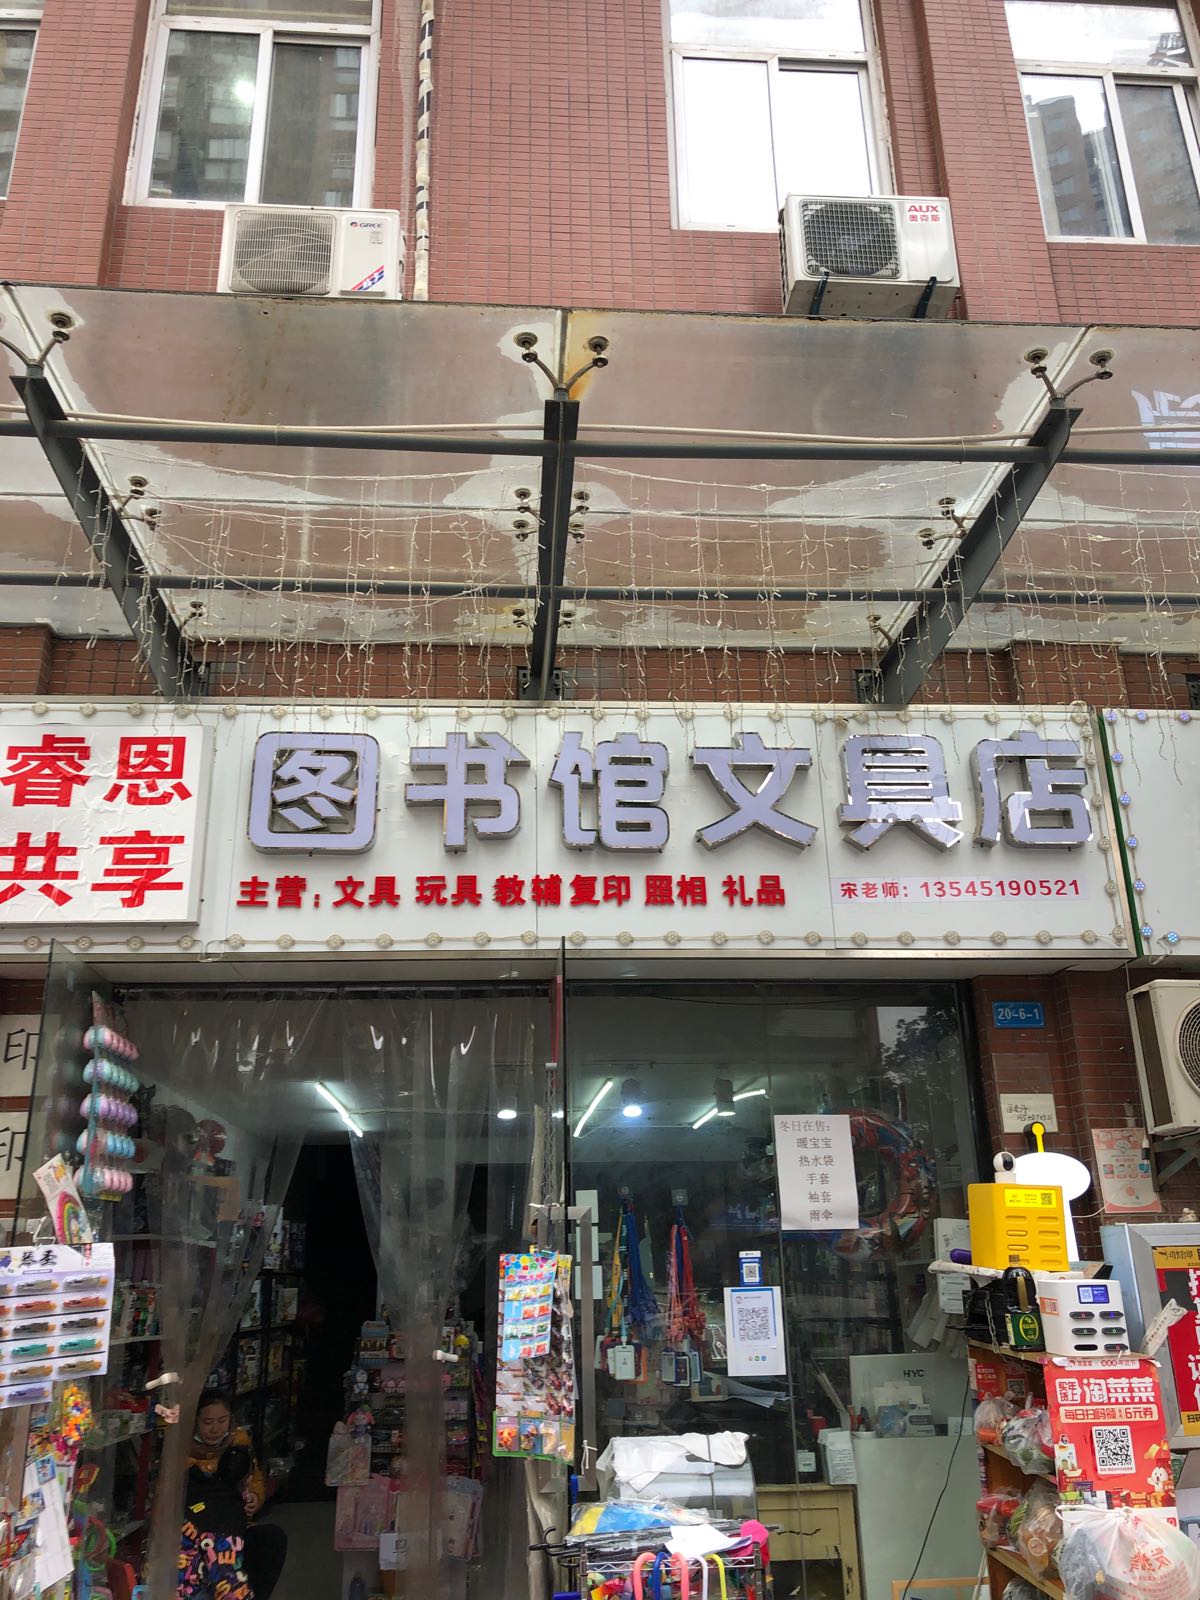 GREE
AUX
奥克斯
睿恩
共享
图书馆文具店
主营:文具 玩具 教辅 复印 照相 礼品
宋老师:13545190521
20-6-1
印
印
冬日在售:
暖宝宝
热水袋
手套
袖套
雨伞
HYC
淘菜菜
每日扫码领 6元券